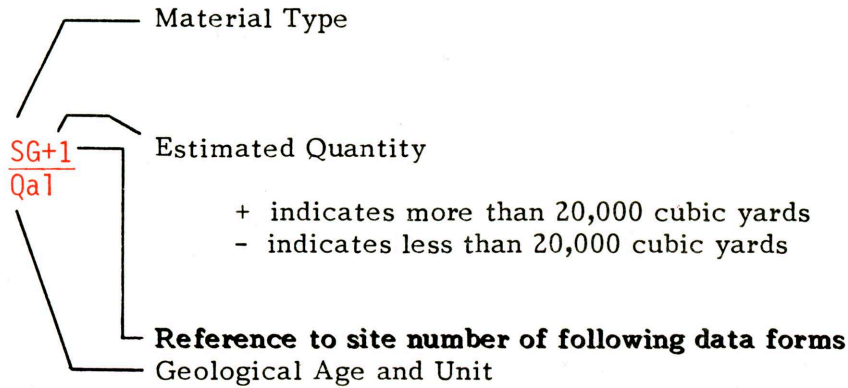 Material Type
SG+1
Qal
Estimated Quantity
+ indicates more than 20,000 cubic yards
- indicates less than 20,000 cubic yards
Reference to site number of following data forms
Geological Age and Unit